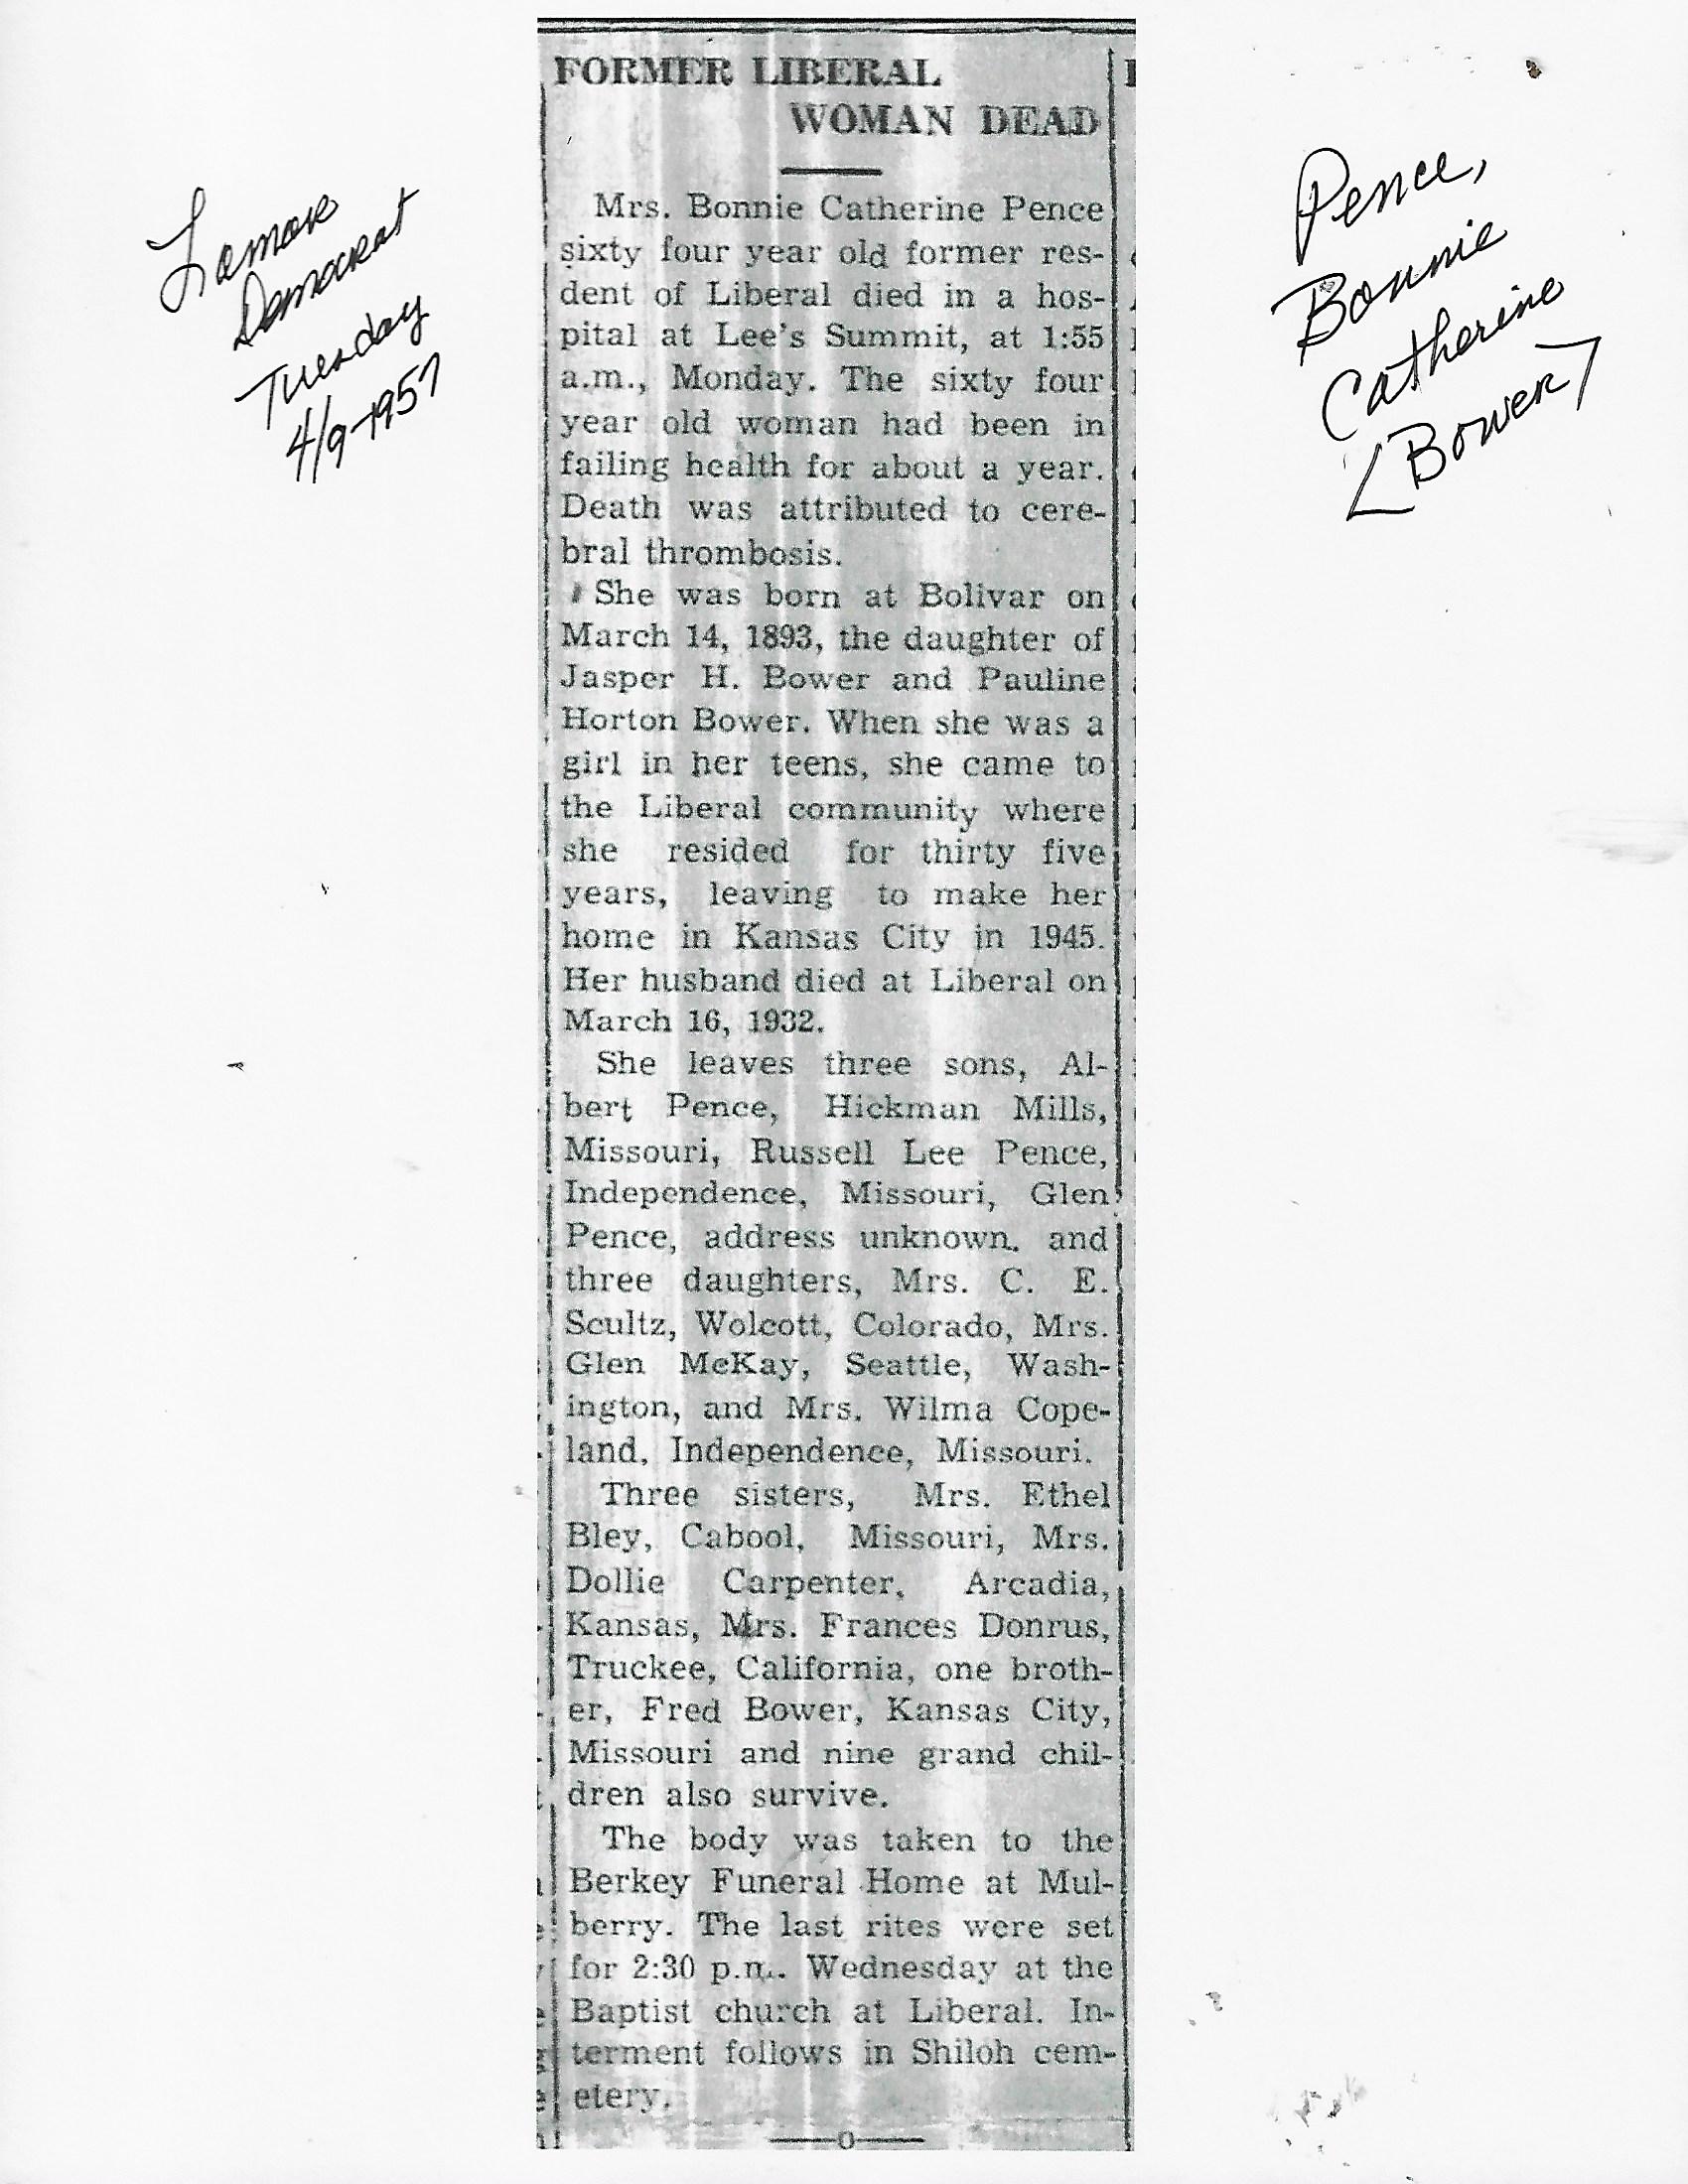 Lamar
Democrat
Tuesday
4/9-1957
Pence,
Bonnie
Catherine
<Bower>
FORMER LIBERAL
WOMAN DEAD
Mrs. Bonnie Catherine Pence
sixty four year old former res-
dent of Liberal died in a hos-
pital at Lee's Summit, at 1:55
a.m., Monday. The sixty four
year old woman had been in
failing health for about a year.
Death was attributed to cere-
bral thrombosis.
She was born at Bolivar on
March 14, 1893, the daughter of
Jasper H. Bower and Pauline
Horton Bower. When she was a
girl in her teens, she came to
the Liberal community where
she resided for thirty five
years, leaving to make her
home in Kansas City in 1945.
Her husband died at Liberal on
March 16, 1932.
She leaves three sons, Al-
bert Pence, Hickman Mills,
Missouri, Russell Lee Pence,
Independence, Missouri, Glen
Pence, address unknown, and
three daughters, Mrs. C. E.
Scultz, Wolcott, Colorado, Mrs.
Glen McKay, Seattle, Wash-
ington, and Mrs. Wilma Cope-
land, Independence, Missouri.
Three sisters, Mrs. Ethel
Bley, Cabool, Missouri, Mrs.
Dollie Carpenter, Arcadia,
Kansas, Mrs. Frances Donrus,
Truckee, California, one broth-
er, Fred Bower, Kansas City,
Missouri and nine grand chil-
dren also survive.
The body was taken to the
Berkey Funeral Home at Mul-
berry. The last rites were set
for 2:30 p.m. Wednesday at the
Baptist church at Liberal. In-
terment follows in Shiloh cem-
etery.